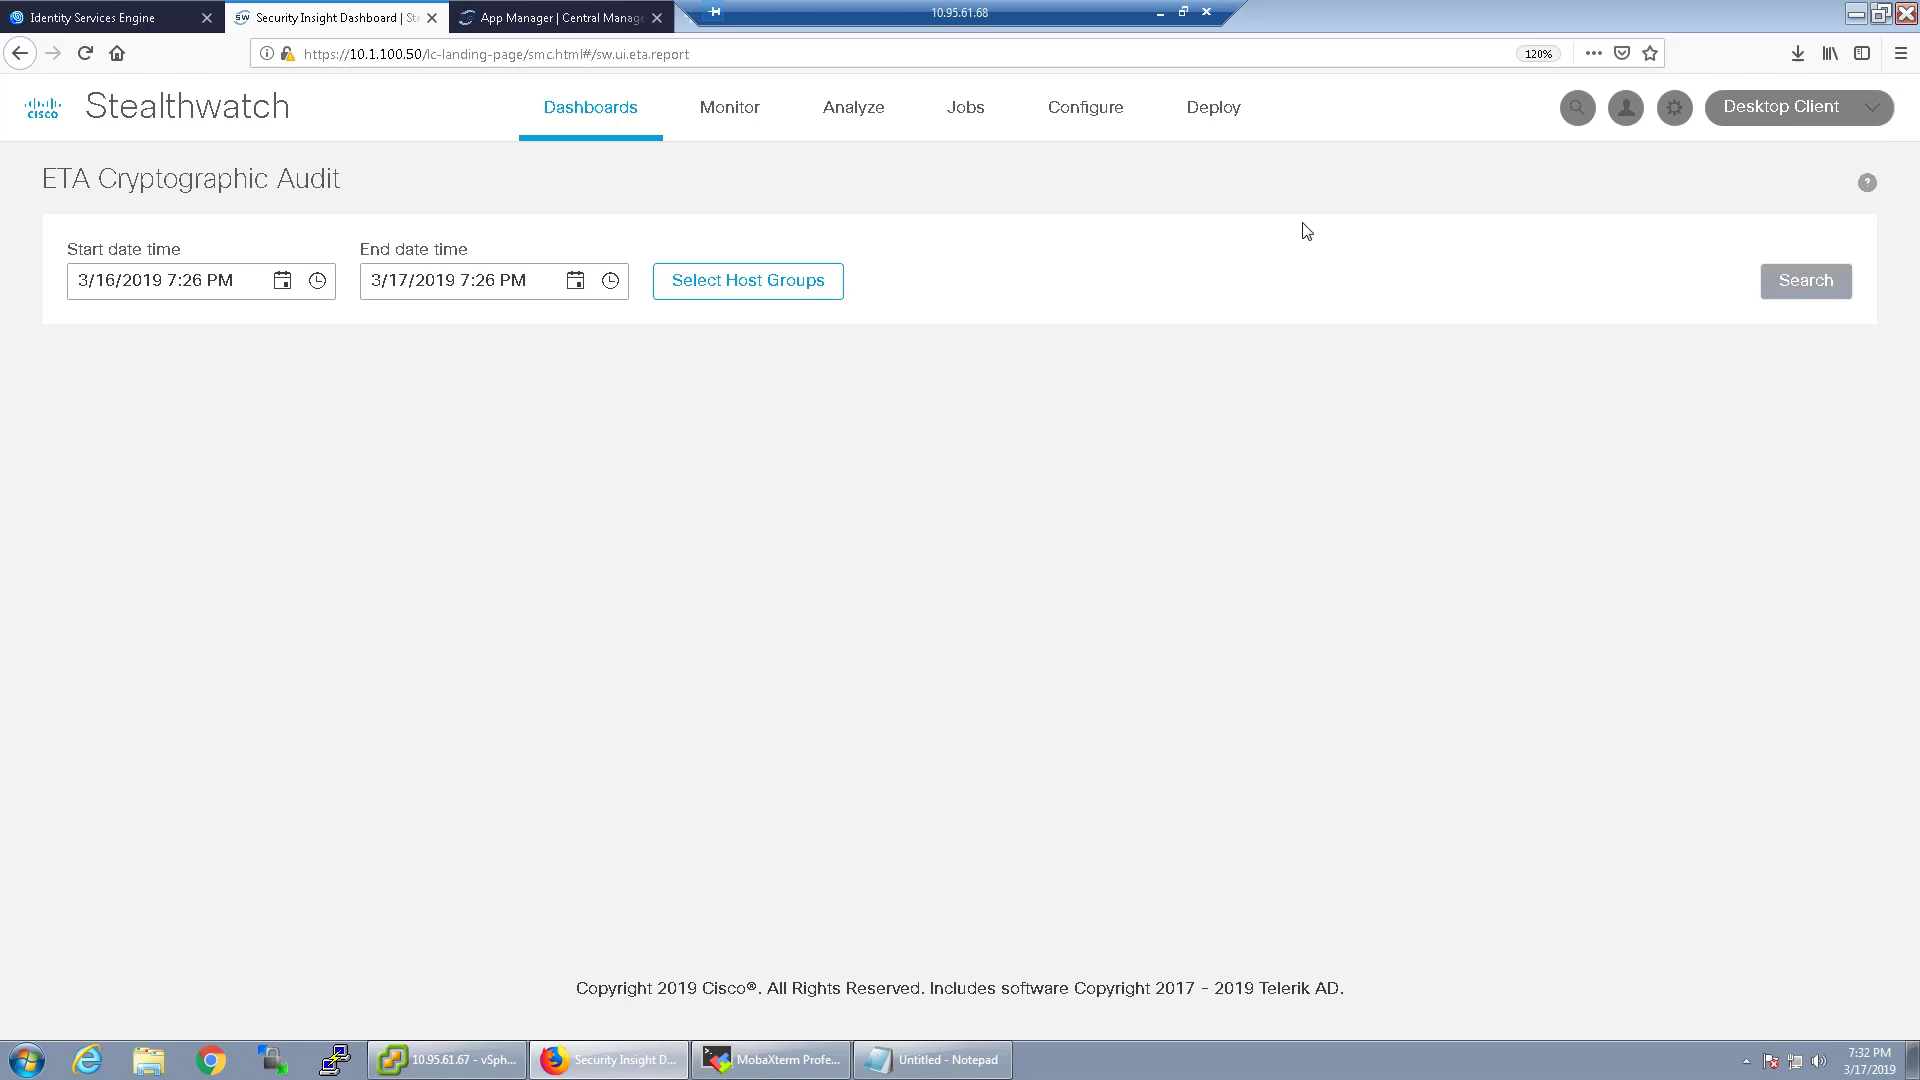 Identity Services Engine
Security Insight Dashboard | St
App Manager | Central Manage
10.95.61.68
https://10.1.100.50/lc-landing-page/smc.html#/sw.ui.eta.report
120%
cisco
Stealthwatch
Dashboards
Monitor
Analyze
Jobs
Configure
Deploy
Desktop Client
ETA Cryptographic Audit
?
Start date time
End date time
3/16/2019 7:26 PM
3/17/2019 7:26 PM
Select Host Groups
Search
Copyright 2019 Cisco®. All Rights Reserved. Includes software Copyright 2017 - 2019 Telerik AD.
10.95.61.67 - vSph...
Security Insight D...
MobaXterm Profe...
Untitled - Notepad
7:32 PM
3/17/2019